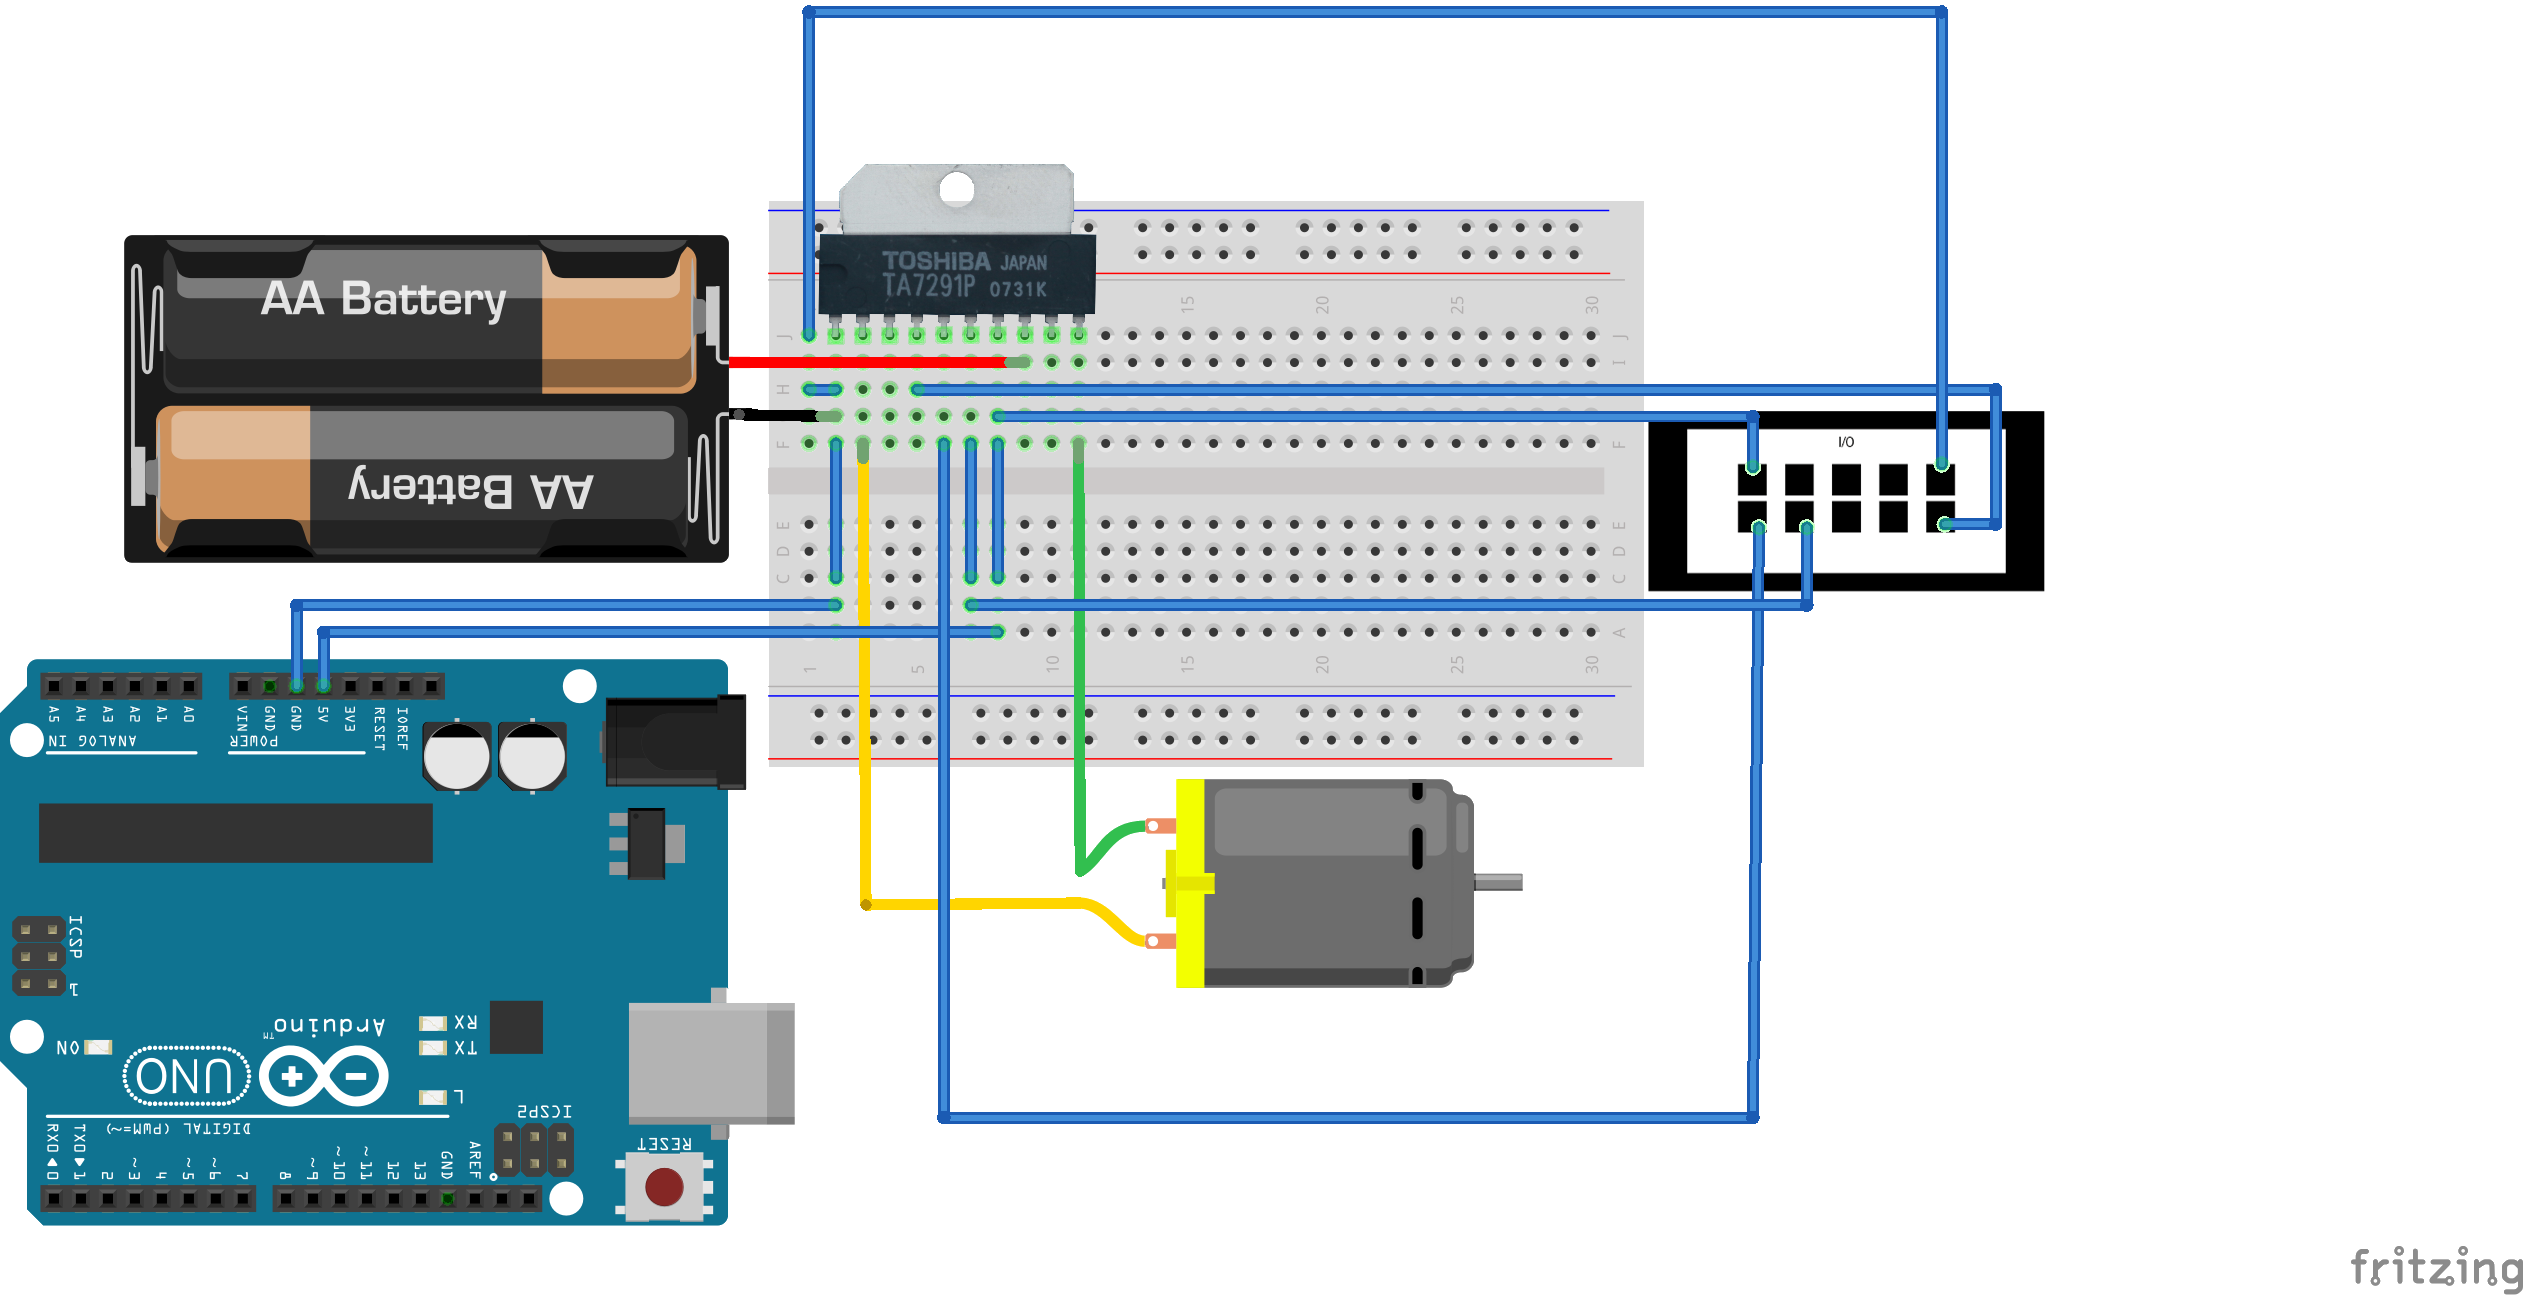 TOSHIBA JAPAN
TA7291P 0731K
AA Battery
AA Battery
15 20 25 30
J J
I
H
F F
I/O
E E
D D
C C
A
1 5 10 15 20 25 30
A5 A4 A3 A2 A1 A0
VIN GND GND 5V 3V3 RESET IOREF
ANALOG IN
POWER
ICSP
1
Arduino™
UNO
ON
RX
TX
L
ICSP2
DIGITAL (PWM=~)
RX0◄0 TX0►1 2 ~3 4 ~5 ~6 7 8 ~9 ~10 ~11 12 13 GND AREF
RESET
fritzing